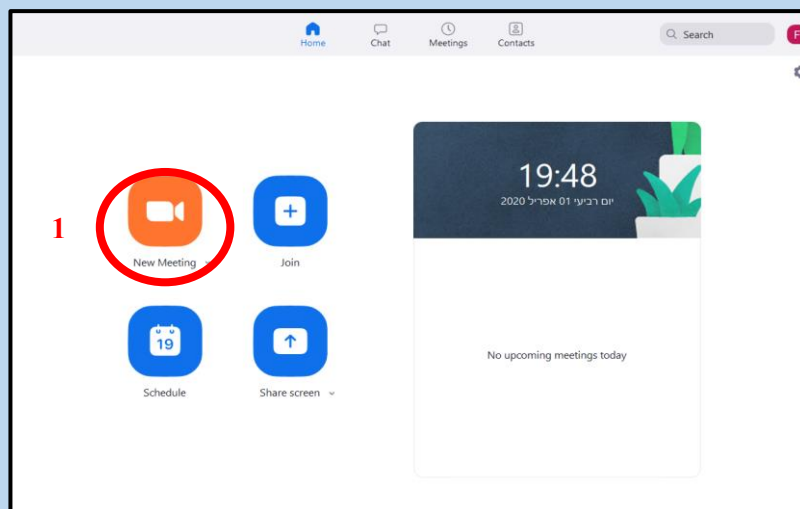 Home
Chat
Meetings
Contacts
Search
F
19:48
יום רביעי 01 אפריל 2020
1
New Meeting
Join
19
Schedule
Share screen
No upcoming meetings today